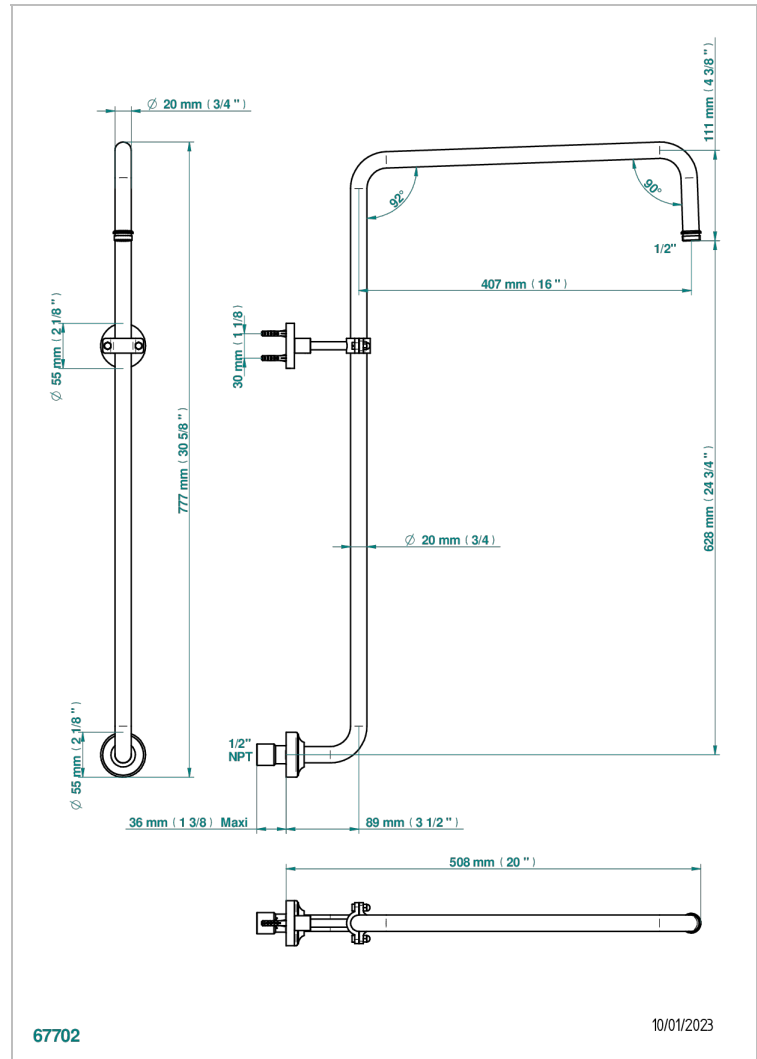 Ø 20 mm ( 3/4 " )
111 mm ( 4 3/8 " )
92°
90°
1/2"
407 mm ( 16 " )
Ø 55 mm ( 2 1/8 " )
30 mm ( 1 1/8)
777 mm ( 30 5/8 " )
628 mm ( 24 3/4 " )
Ø 20 mm ( 3/4 )
Ø 55 mm ( 2 1/8 " )
1/2"
NPT
36 mm ( 1 3/8 ) Maxi
89 mm ( 3 1/2 " )
508 mm ( 20 " )
67702
10/01/2023